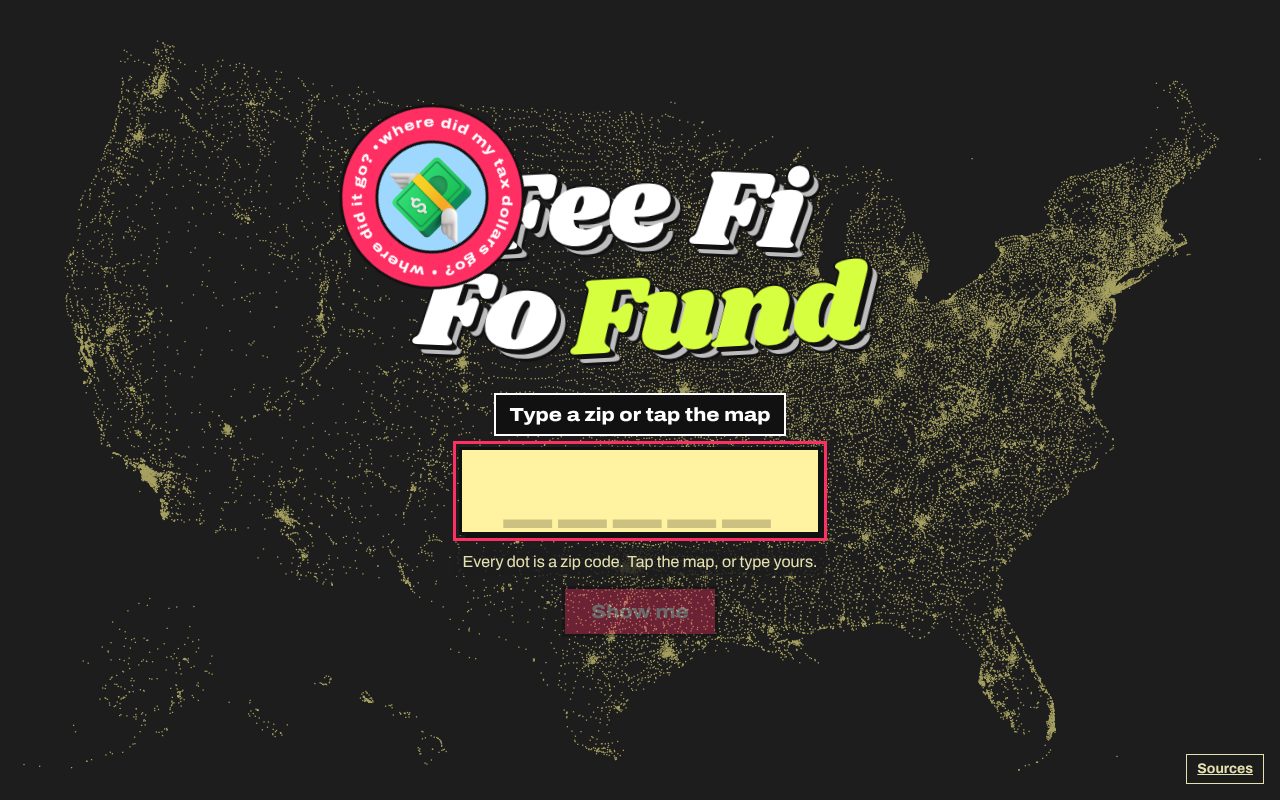 where did my tax dollars go? • where did it go? •
$
Fee Fi
Fo Fund
Type a zip or tap the map
Every dot is a zip code. Tap the map, or type yours.
Show me
Sources